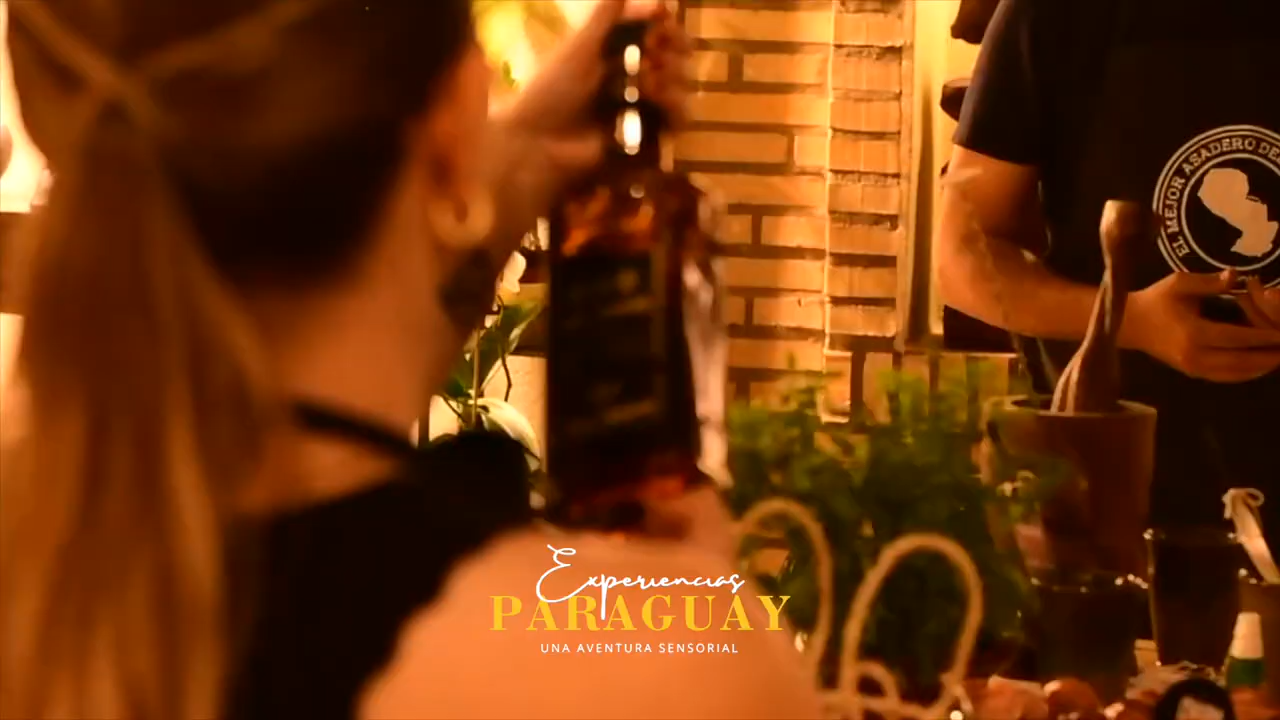 EL MEJOR ASADERO DE
Experiencias
PARAGUAY
UNA AVENTURA SENSORIAL